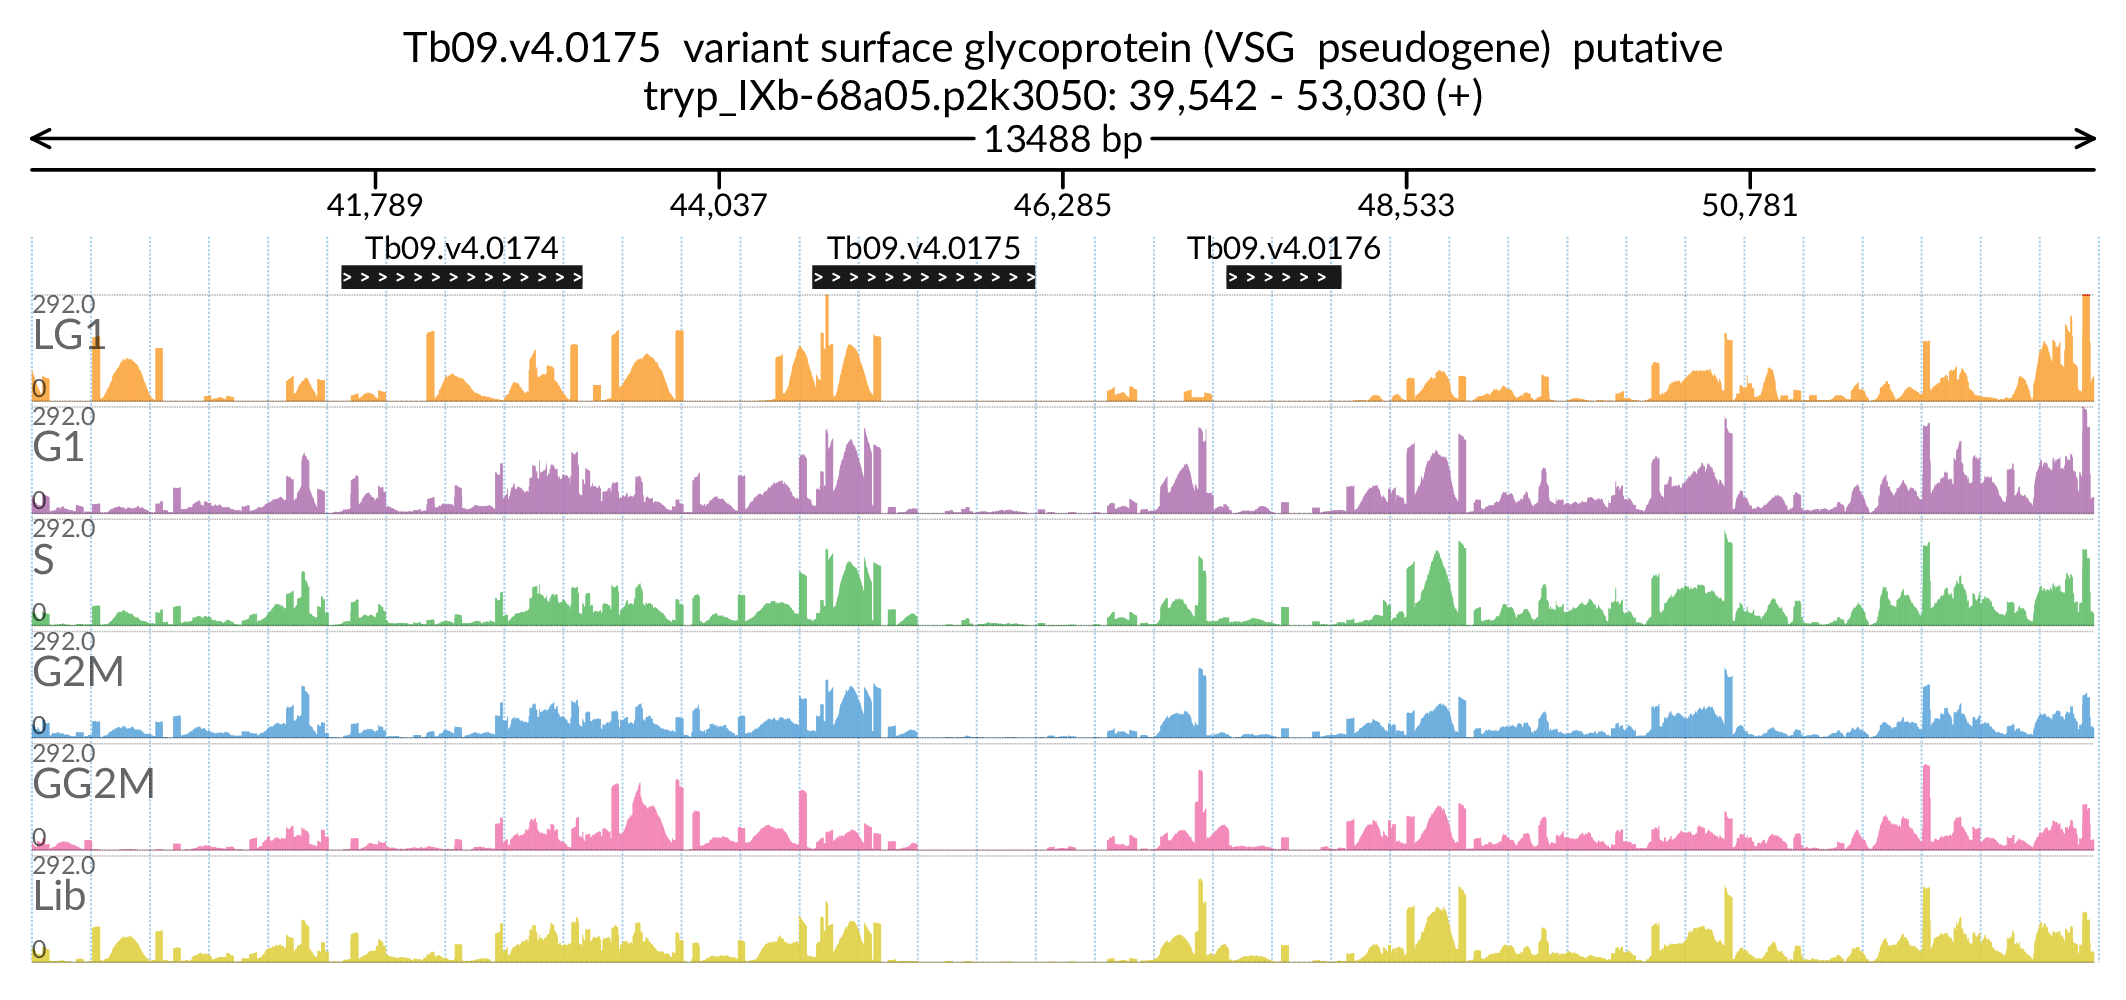 Tb09.v4.0175 variant surface glycoprotein (VSG pseudogene) putative
tryp_IXb-68a05.p2k3050: 39,542 - 53,030 (+)
13488 bp
41,789 44,037 46,285 48,533 50,781
Tb09.v4.0174 Tb09.v4.0175 Tb09.v4.0176
292.0
LG1
0
292.0
G1
0
292.0
S
0
292.0
G2M
0
292.0
GG2M
0
292.0
Lib
0